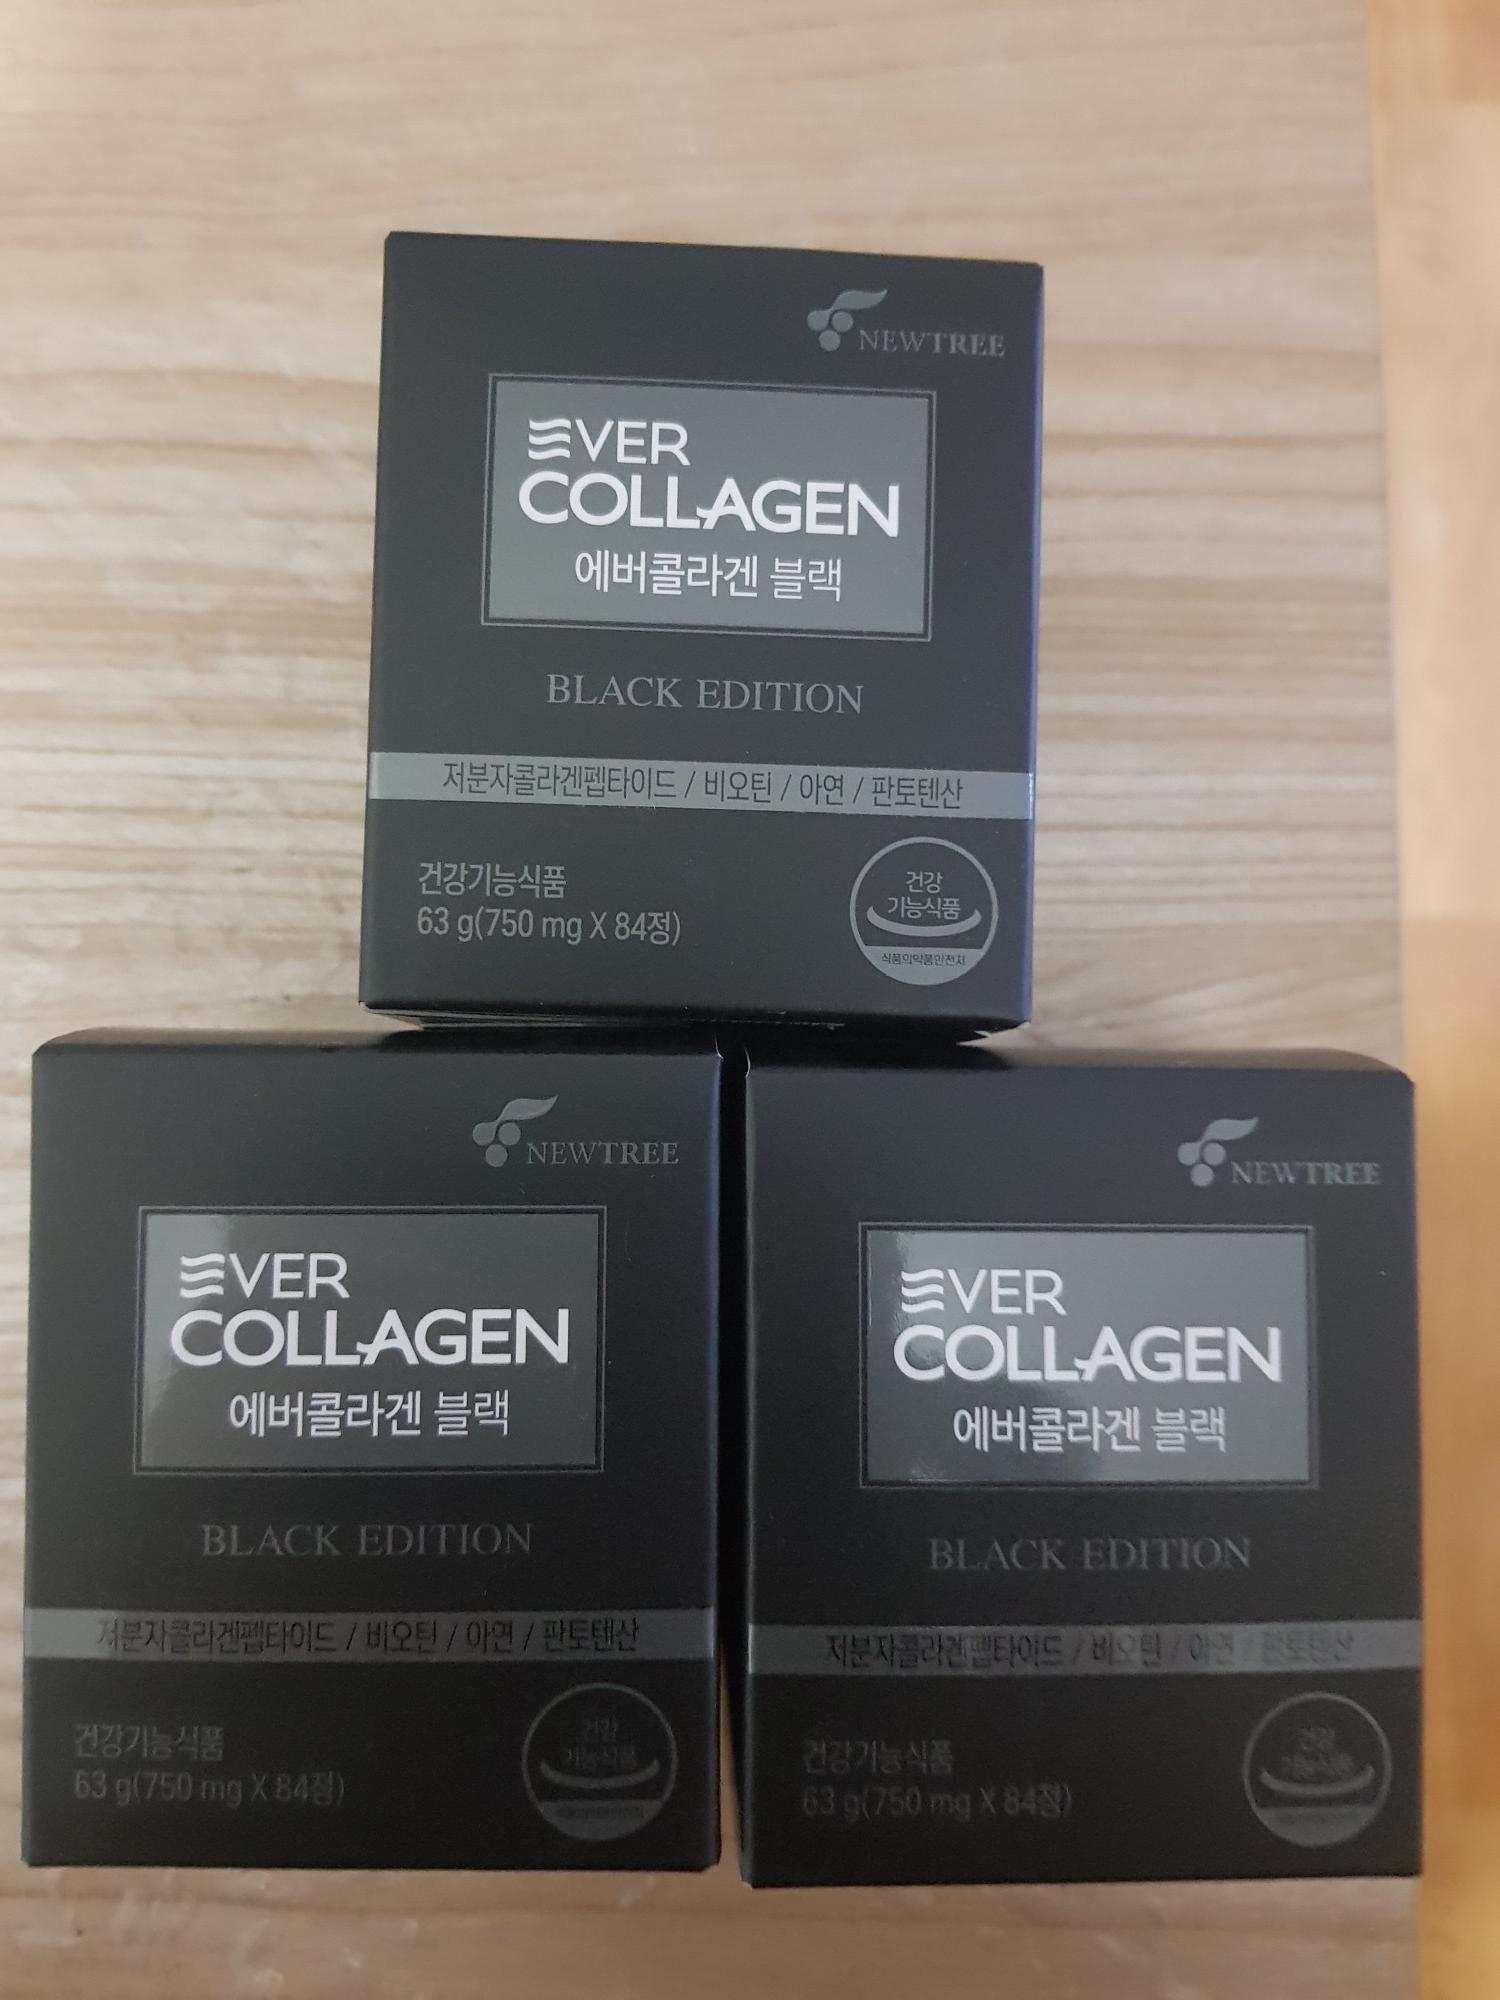 NEWTREE
EVER
COLLAGEN
에버콜라겐 블랙
BLACK EDITION
저분자콜라겐펩타이드 / 비오틴 / 아연 / 판토텐산
건강기능식품
63 g(750 mg X 84정)
건강
기능식품
식품의약품안전처
NEWTREE
EVER
COLLAGEN
에버콜라겐 블랙
BLACK EDITION
저분자콜라겐펩타이드 / 비오틴 / 아연 / 판토텐산
건강기능식품
63 g(750 mg X 84정)
건강
기능식품
NEWTREE
EVER
COLLAGEN
에버콜라겐 블랙
BLACK EDITION
저분자콜라겐펩타이드 / 비오틴 / 아연 / 판토텐산
건강기능식품
63 g(750 mg X 84정)
건강
기능식품